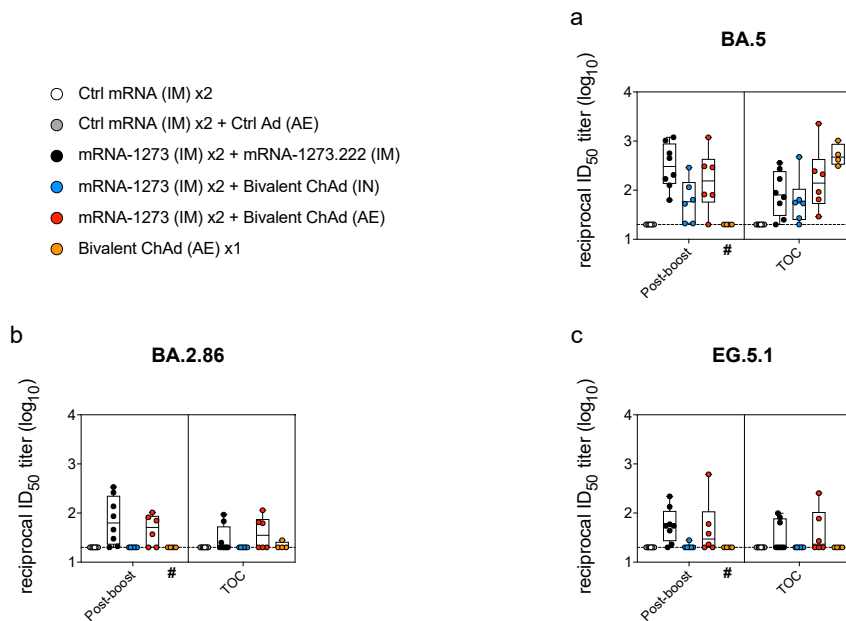 a
BA.5
Ctrl mRNA (IM) x2
Ctrl mRNA (IM) x2 + Ctrl Ad (AE)
mRNA-1273 (IM) x2 + mRNA-1273.222 (IM)
mRNA-1273 (IM) x2 + Bivalent ChAd (IN)
mRNA-1273 (IM) x2 + Bivalent ChAd (AE)
Bivalent ChAd (AE) x1
reciprocal ID50 titer (log10)
4
3
2
1
Post-boost
#
TOC
b
BA.2.86
reciprocal ID50 titer (log10)
4
3
2
1
Post-boost
#
TOC
c
EG.5.1
reciprocal ID50 titer (log10)
4
3
2
1
Post-boost
#
TOC